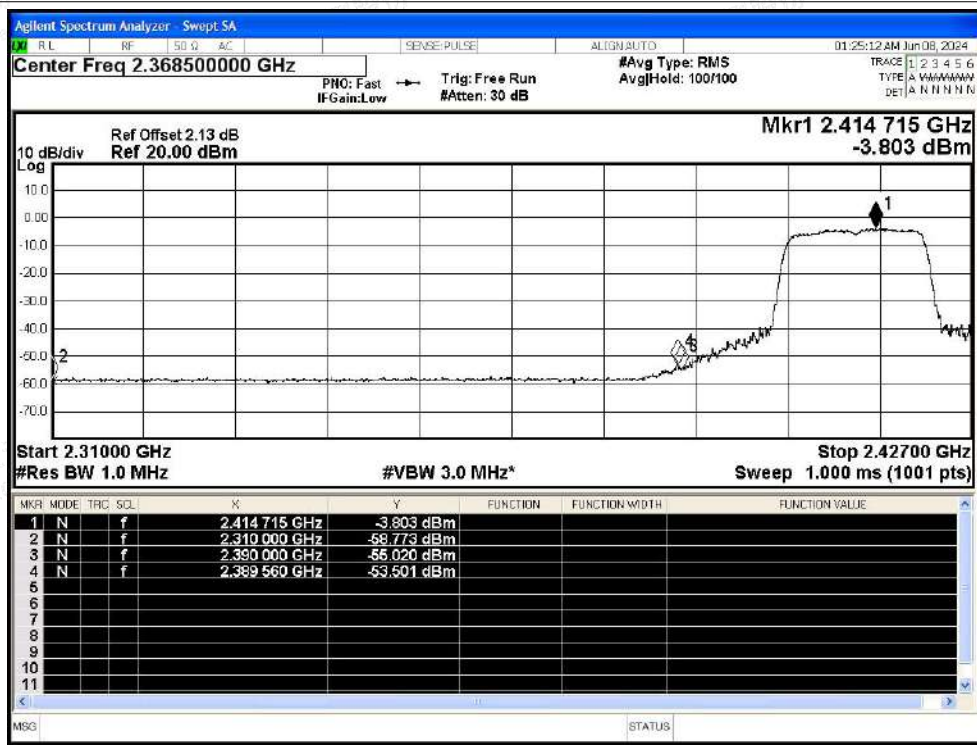 Agilent Spectrum Analyzer - Swept SA
LXI RL RF 50 Ω AC SENSE:PULSE ALIGNAUTO 01:25:12 AM Jun 08, 2024
Center Freq 2.368500000 GHz #Avg Type: RMS TRACE 1 2 3 4 5 6
PNO: Fast Trig: Free Run Avg|Hold: 100/100 TYPE A WWWWW
IFGain:Low #Atten: 30 dB DET A N N N N N
Mkr1 2.414 715 GHz
Ref Offset 2.13 dB
10 dB/div Ref 20.00 dBm -3.803 dBm
Log
10.0
1
0.00
-10.0
-20.0
-30.0
-40.0
4 3
-50.0 2
-60.0
-70.0
Start 2.31000 GHz Stop 2.42700 GHz
#Res BW 1.0 MHz #VBW 3.0 MHz* Sweep 1.000 ms (1001 pts)
MKR MODE TRC SCL X Y FUNCTION FUNCTION WIDTH FUNCTION VALUE
1 N f 2.414 715 GHz -3.803 dBm
2 N f 2.310 000 GHz -58.773 dBm
3 N f 2.390 000 GHz -55.020 dBm
4 N f 2.389 560 GHz -53.501 dBm
5
6
7
8
9
10
11
MSG STATUS